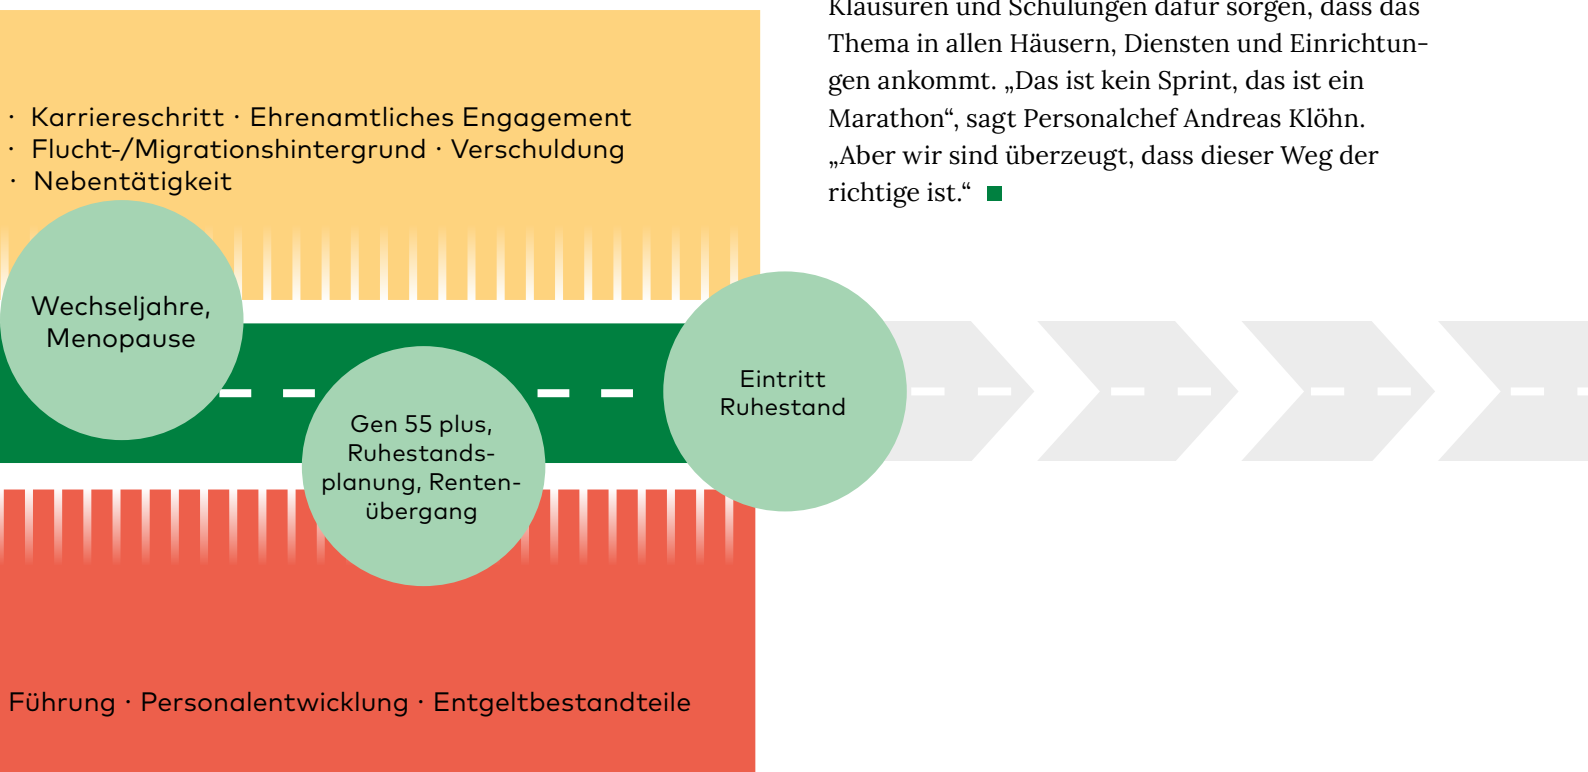 · Karriereschritt · Ehrenamtliches Engagement
· Flucht-/Migrationshintergrund · Verschuldung
· Nebentätigkeit
Wechseljahre,
Menopause
Gen 55 plus,
Ruhestands-
planung, Renten-
übergang
Eintritt
Ruhestand
Führung · Personalentwicklung · Entgeltbestandteile
Klausuren und Schulungen dafür sorgen, dass das
Thema in allen Häusern, Diensten und Einrichtun-
gen ankommt. „Das ist kein Sprint, das ist ein
Marathon“, sagt Personalchef Andreas Klöhn.
„Aber wir sind überzeugt, dass dieser Weg der
richtige ist.“